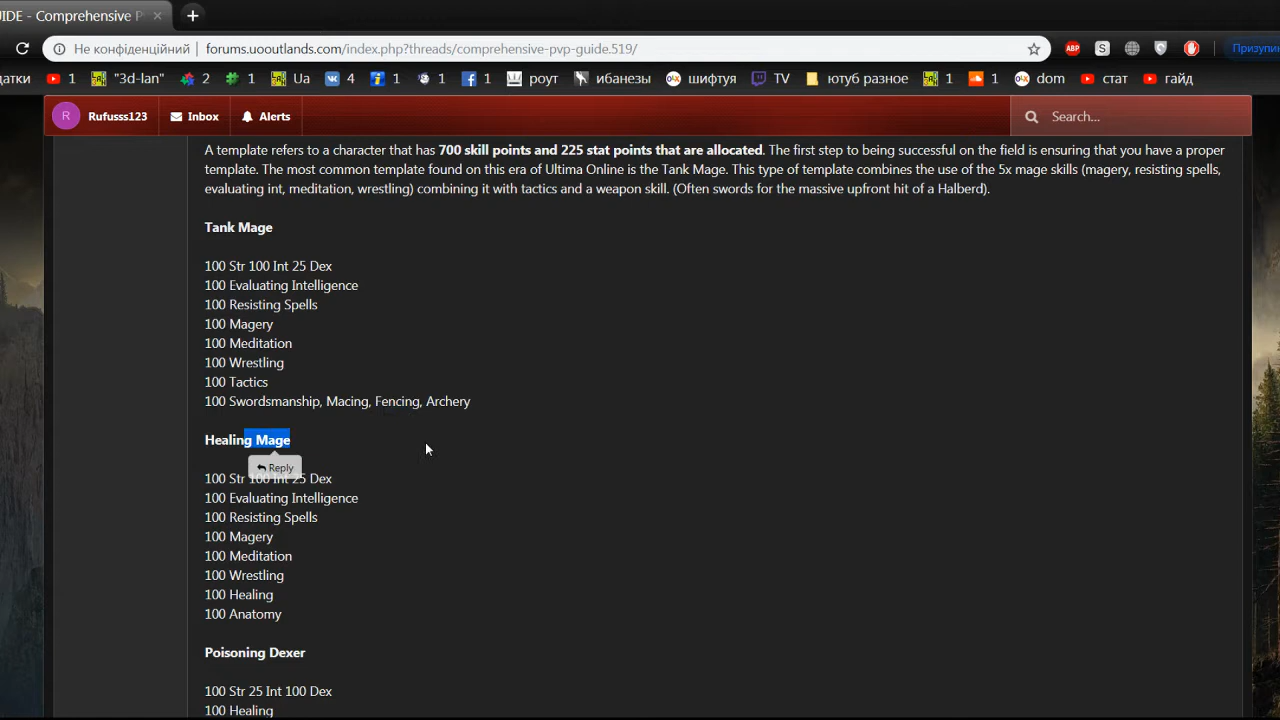 IDE - Comprehensive P
Не конфіденційний forums.uooutlands.com/index.php?threads/comprehensive-pvp-guide.519/ ABP S Призупин
датки 1 "3d-lan" 2 1 Ua 4 1 1 1 роут ибанезы шифтуя TV ютуб разное 1 1 dom стат гайд
R Rufusss123 Inbox Alerts Search...
A template refers to a character that has 700 skill points and 225 stat points that are allocated. The first step to being successful on the field is ensuring that you have a proper
template. The most common template found on this era of Ultima Online is the Tank Mage. This type of template combines the use of the 5x mage skills (magery, resisting spells,
evaluating int, meditation, wrestling) combining it with tactics and a weapon skill. (Often swords for the massive upfront hit of a Halberd).
Tank Mage
100 Str 100 Int 25 Dex
100 Evaluating Intelligence
100 Resisting Spells
100 Magery
100 Meditation
100 Wrestling
100 Tactics
100 Swordsmanship, Macing, Fencing, Archery
Healing Mage
Reply
100 Str 100 Int 25 Dex
100 Evaluating Intelligence
100 Resisting Spells
100 Magery
100 Meditation
100 Wrestling
100 Healing
100 Anatomy
Poisoning Dexer
100 Str 25 Int 100 Dex
100 Healing